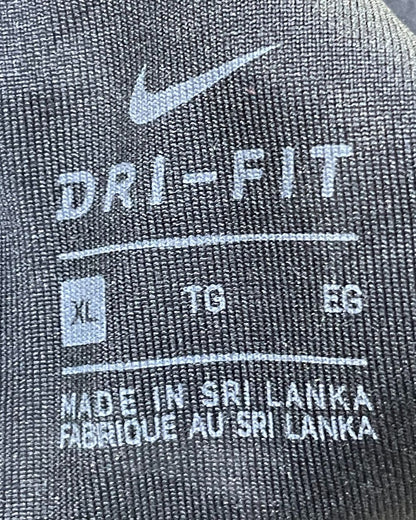 DRI-FIT
XL TG EG
MADE IN SRI LANKA
FABRIQUE AU SRI LANKA